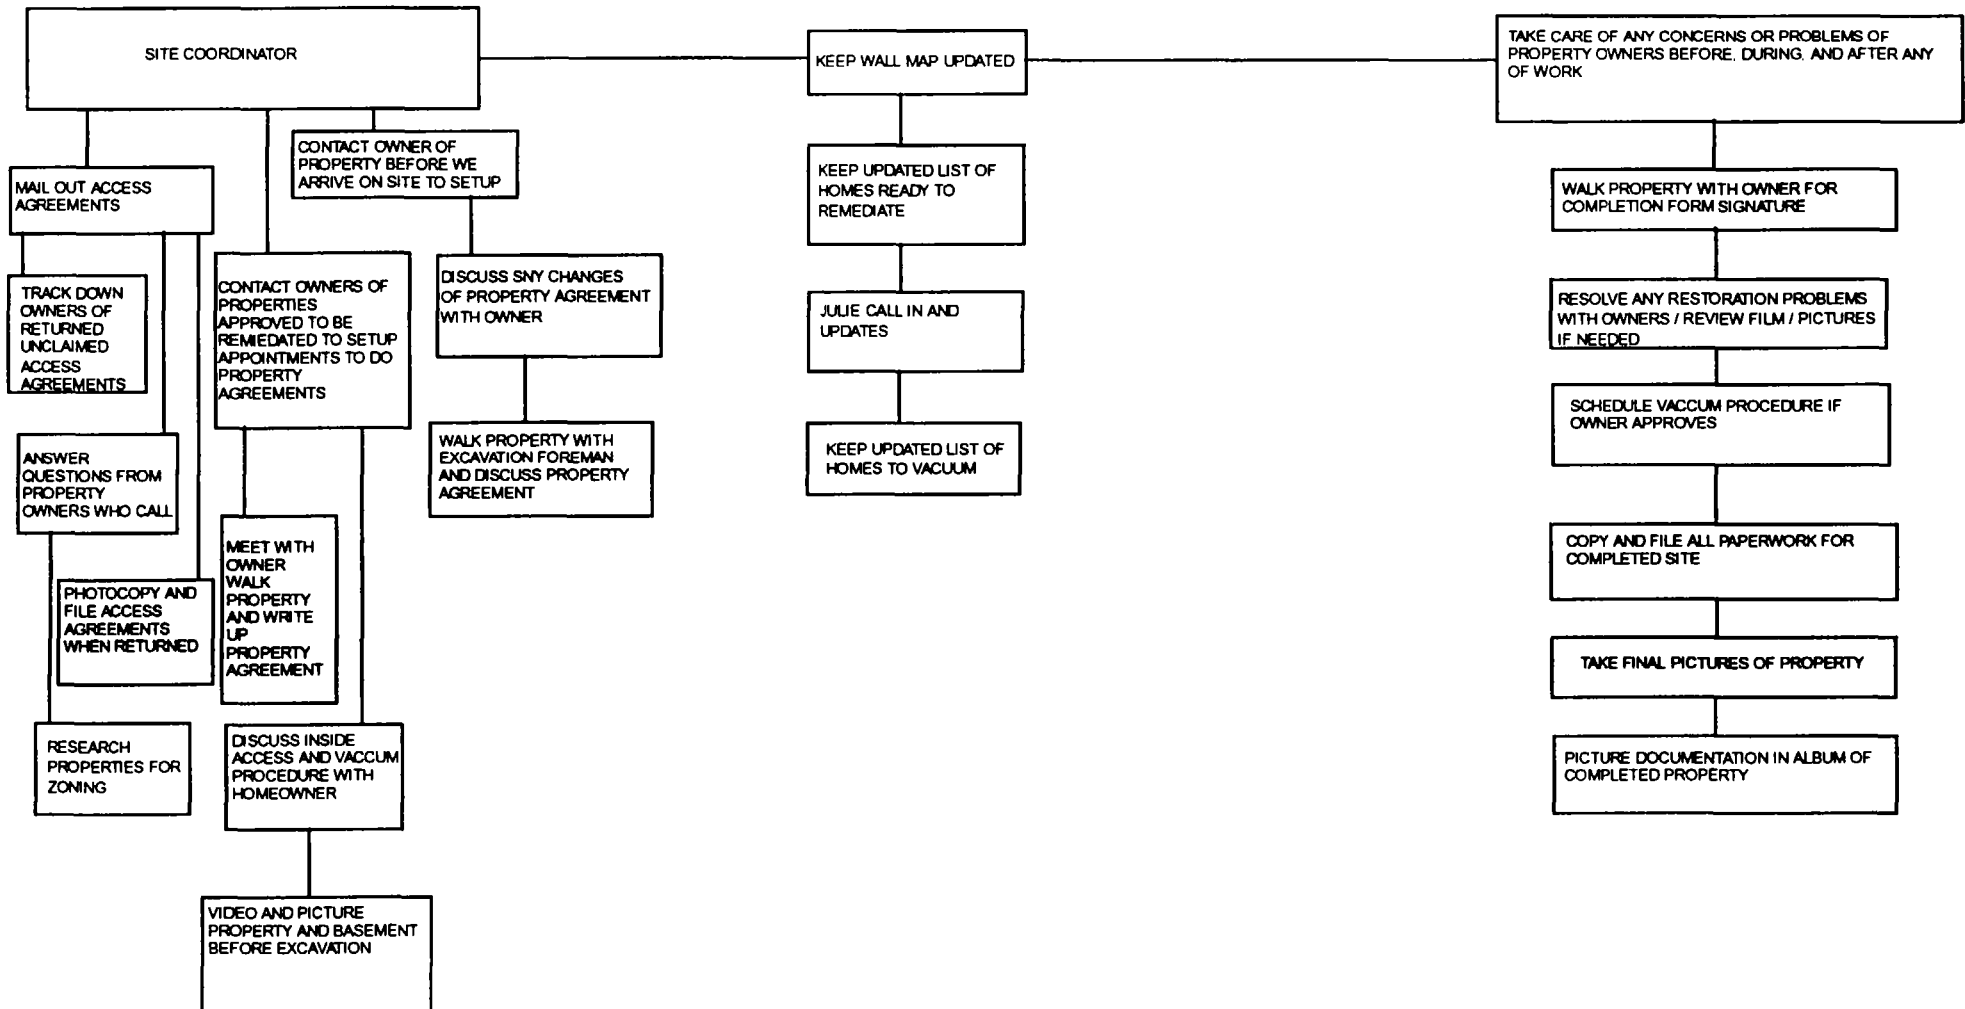 SITE COORDINATOR
KEEP WALL MAP UPDATED
TAKE CARE OF ANY CONCERNS OR PROBLEMS OF
PROPERTY OWNERS BEFORE, DURING, AND AFTER ANY
OF WORK
CONTACT OWNER OF
PROPERTY BEFORE WE
ARRIVE ON SITE TO SETUP
MAIL OUT ACCESS
AGREEMENTS
KEEP UPDATED LIST OF
HOMES READY TO
REMEDIATE
WALK PROPERTY WITH OWNER FOR
COMPLETION FORM SIGNATURE
TRACK DOWN
OWNERS OF
RETURNED
UNCLAIMED
ACCESS
AGREEMENTS
CONTACT OWNERS OF
PROPERTIES
APPROVED TO BE
REMIEDATED TO SETUP
APPOINTMENTS TO DO
PROPERTY
AGREEMENTS
DISCUSS SNY CHANGES
OF PROPERTY AGREEMENT
WITH OWNER
JULIE CALL IN AND
UPDATES
RESOLVE ANY RESTORATION PROBLEMS
WITH OWNERS / REVIEW FILM / PICTURES
IF NEEDED
SCHEDULE VACCUM PROCEDURE IF
OWNER APPROVES
ANSWER
QUESTIONS FROM
PROPERTY
OWNERS WHO CALL
WALK PROPERTY WITH
EXCAVATION FOREMAN
AND DISCUSS PROPERTY
AGREEMENT
KEEP UPDATED LIST OF
HOMES TO VACUUM
MEET WITH
OWNER
WALK
PROPERTY
AND WRITE
UP
PROPERTY
AGREEMENT
COPY AND FILE ALL PAPERWORK FOR
COMPLETED SITE
PHOTOCOPY AND
FILE ACCESS
AGREEMENTS
WHEN RETURNED
TAKE FINAL PICTURES OF PROPERTY
RESEARCH
PROPERTIES FOR
ZONING
DISCUSS INSIDE
ACCESS AND VACCUM
PROCEDURE WITH
HOMEOWNER
PICTURE DOCUMENTATION IN ALBUM OF
COMPLETED PROPERTY
VIDEO AND PICTURE
PROPERTY AND BASEMENT
BEFORE EXCAVATION